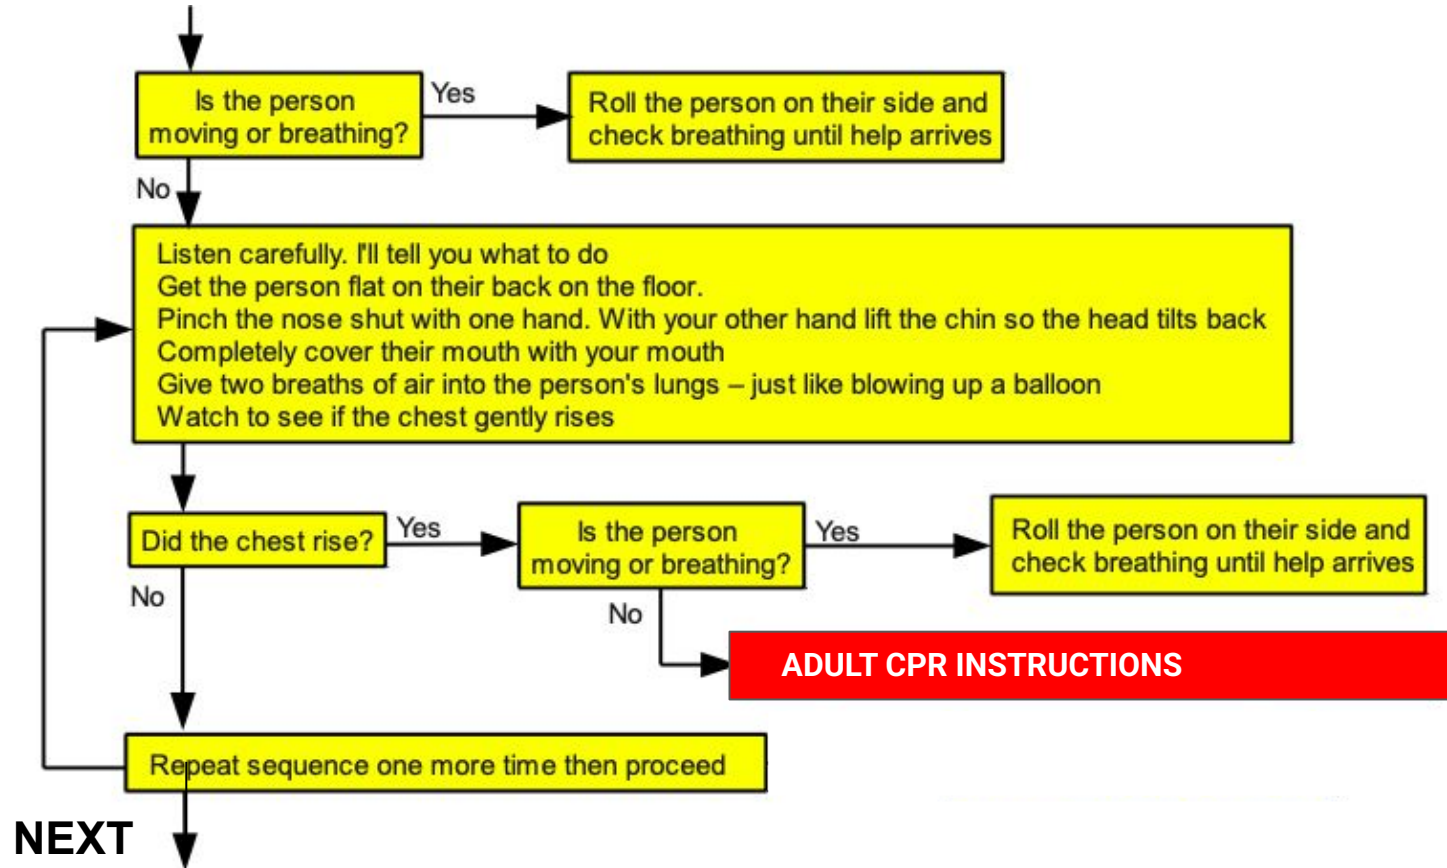 Is the person
moving or breathing?
Yes
Roll the person on their side and
check breathing until help arrives
No
Listen carefully. I'll tell you what to do
Get the person flat on their back on the floor.
Pinch the nose shut with one hand. With your other hand lift the chin so the head tilts back
Completely cover their mouth with your mouth
Give two breaths of air into the person's lungs – just like blowing up a balloon
Watch to see if the chest gently rises
Did the chest rise?
Yes
Is the person
moving or breathing?
Yes
Roll the person on their side and
check breathing until help arrives
No
No
ADULT CPR INSTRUCTIONS
Repeat sequence one more time then proceed
NEXT